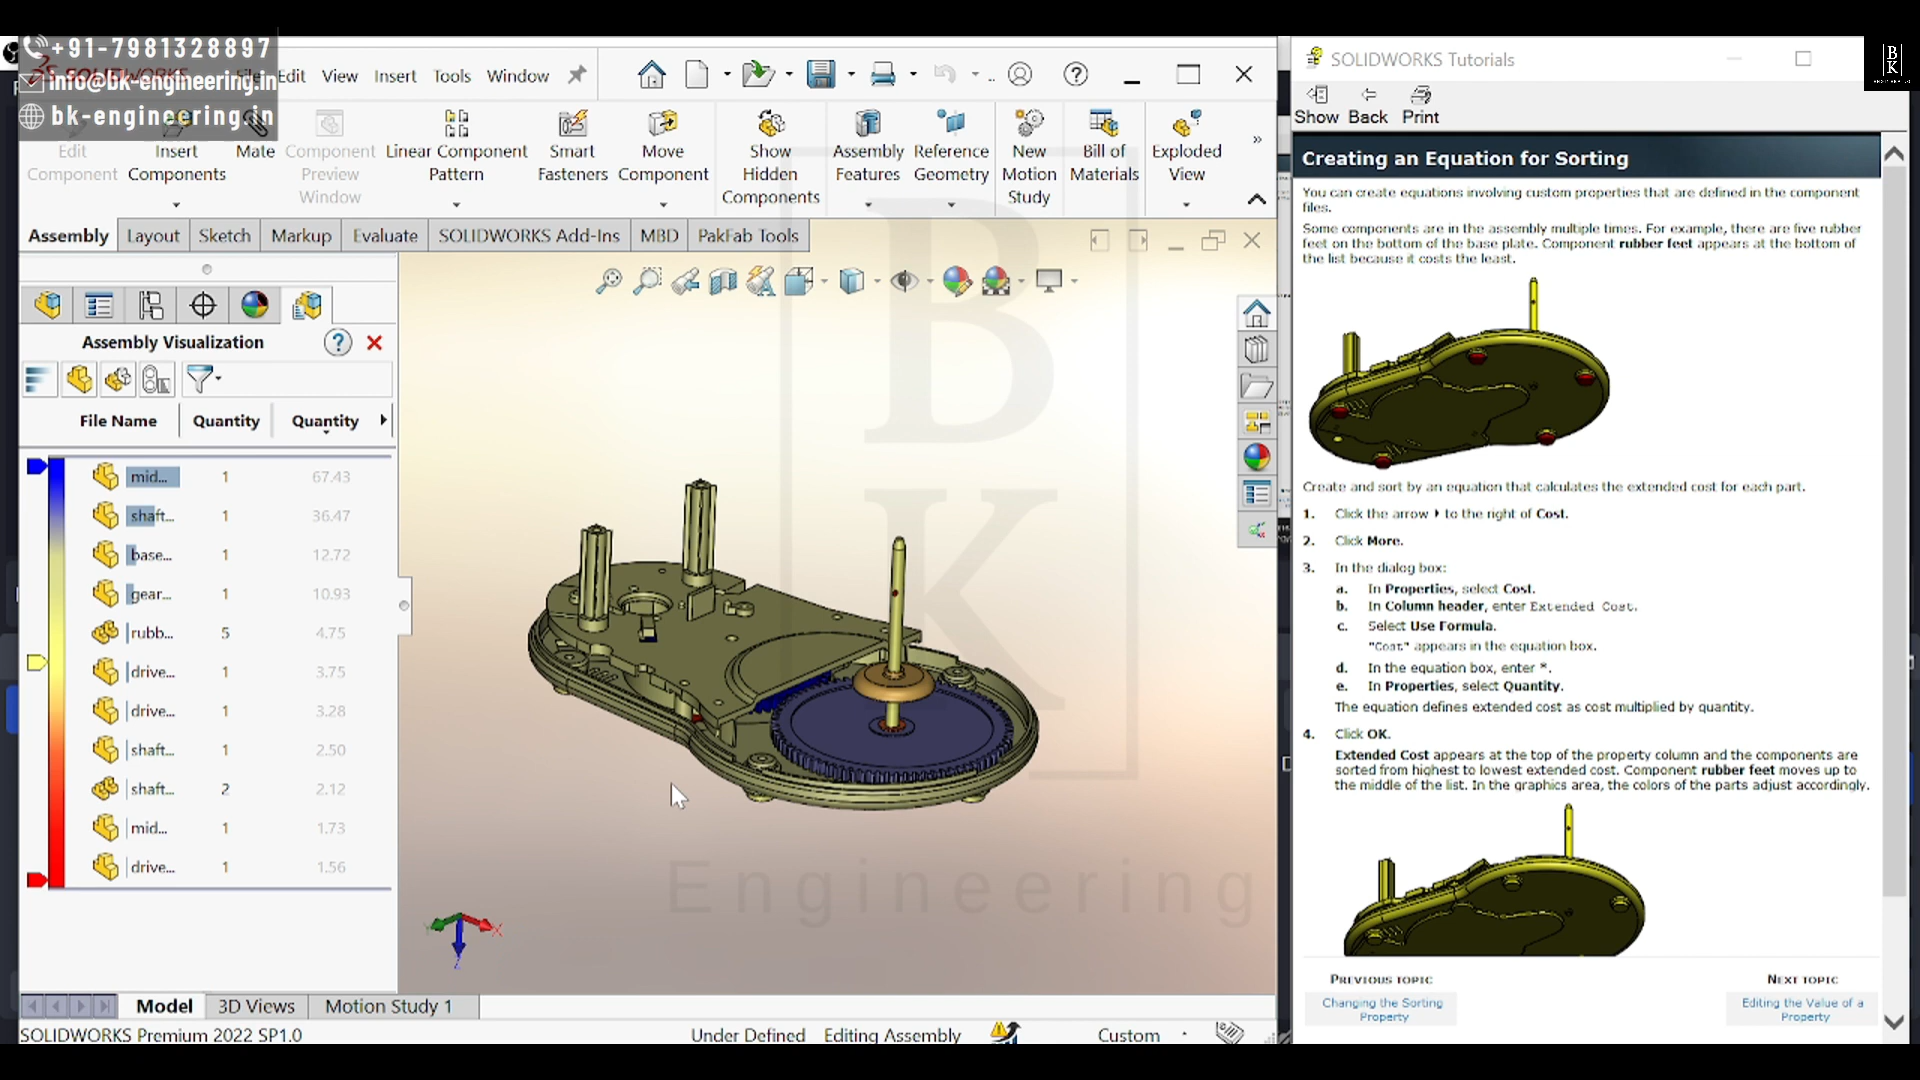 +91-7981328897
info@bk-engineering.in
bk-engineering.in
Edit View Insert Tools Window
Edit Component
Insert Components
Mate
Component Preview Window
Linear Component Pattern
Smart Fasteners
Move Component
Show Hidden Components
Assembly Features
Reference Geometry
New Motion Study
Bill of Materials
Exploded View
Assembly Layout Sketch Markup Evaluate SOLIDWORKS Add-Ins MBD PakFab Tools
Assembly Visualization
File Name Quantity Quantity
mid... 1 67.43
shaft... 1 36.47
base... 1 12.72
gear... 1 10.93
rubb... 5 4.75
drive... 1 3.75
drive... 1 3.28
shaft... 1 2.50
shaft... 2 2.12
mid... 1 1.73
drive... 1 1.56
B
K
Engineering
Model 3D Views Motion Study 1
SOLIDWORKS Premium 2022 SP1.0 Under Defined Editing Assembly Custom
SOLIDWORKS Tutorials
B
K
Show Back Print
Creating an Equation for Sorting
You can create equations involving custom properties that are defined in the component
files.
Some components are in the assembly multiple times. For example, there are five rubber
feet on the bottom of the base plate. Component rubber feet appears at the bottom of
the list because it costs the least.
Create and sort by an equation that calculates the extended cost for each part.
1. Click the arrow to the right of Cost.
2. Click More.
3. In the dialog box:
a. In Properties, select Cost.
b. In Column header, enter Extended Cost.
c. Select Use Formula.
"Cost" appears in the equation box.
d. In the equation box, enter *.
e. In Properties, select Quantity.
The equation defines extended cost as cost multiplied by quantity.
4. Click OK.
Extended Cost appears at the top of the property column and the components are
sorted from highest to lowest extended cost. Component rubber feet moves up to
the middle of the list. In the graphics area, the colors of the parts adjust accordingly.
PREVIOUS TOPIC
Changing the Sorting
Property
NEXT TOPIC
Editing the Value of a
Property